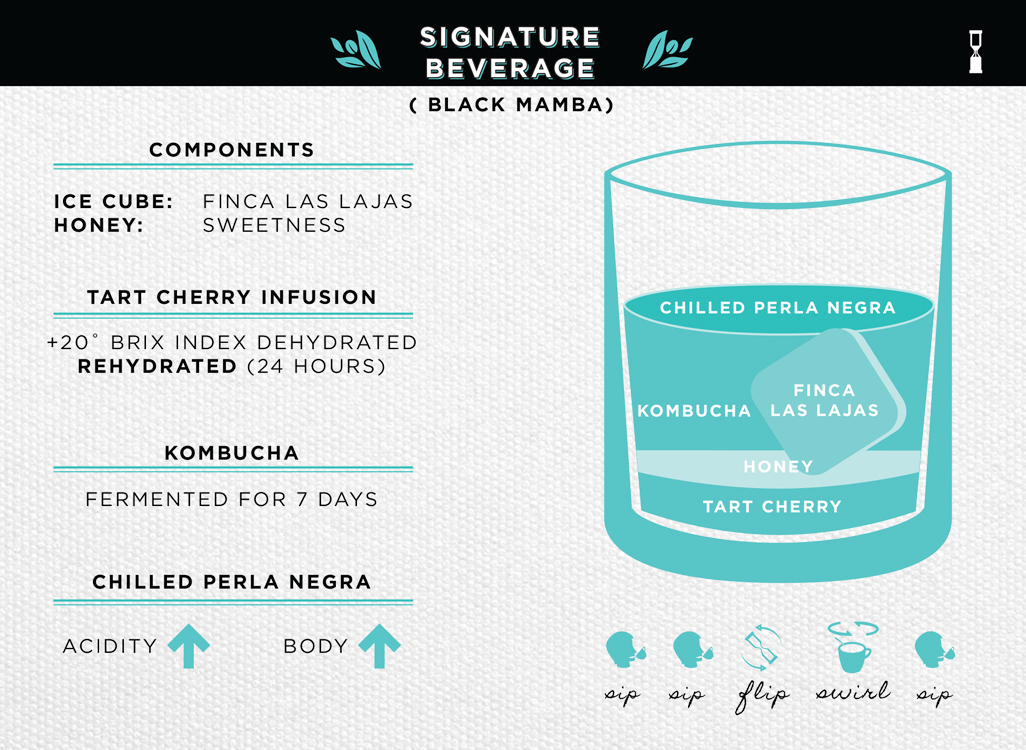 SIGNATURE
BEVERAGE
( BLACK MAMBA)
COMPONENTS
ICE CUBE: FINCA LAS LAJAS
HONEY: SWEETNESS
TART CHERRY INFUSION
+20° BRIX INDEX DEHYDRATED
REHYDRATED (24 HOURS)
KOMBUCHA
FERMENTED FOR 7 DAYS
CHILLED PERLA NEGRA
ACIDITY BODY
CHILLED PERLA NEGRA
FINCA
LAS LAJAS
KOMBUCHA
HONEY
TART CHERRY
sip sip flip swirl sip